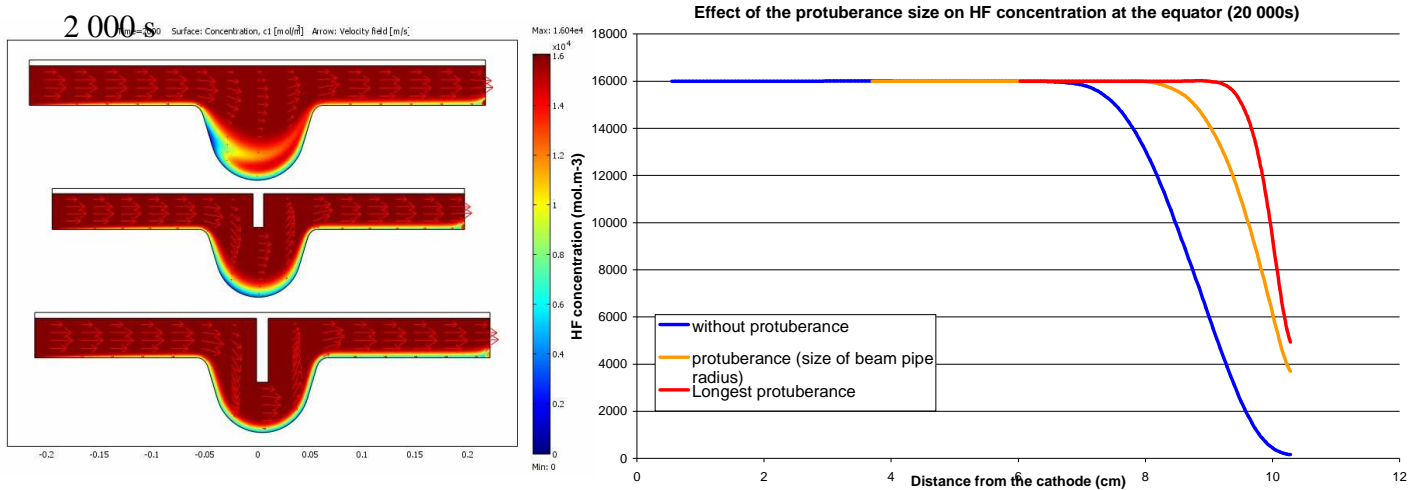 2 000 s
Surface: Concentration, c1 [mol/m³] Arrow: Velocity field [m/s]
Max: 1.604e4
x10⁴
1.6
1.4
1.2
1
0.8
0.6
0.4
0.2
0
Min: 0
-0.2 -0.15 -0.1 -0.05 0 0.05 0.1 0.15 0.2
Effect of the protuberance size on HF concentration at the equator (20 000s)
HF concentration (mol.m-3)
18000
16000
14000
12000
10000
8000
6000
4000
2000
0
without protuberance
protuberance (size of beam pipe
radius)
Longest protuberance
0 2 4 6 8 10 12
Distance from the cathode (cm)